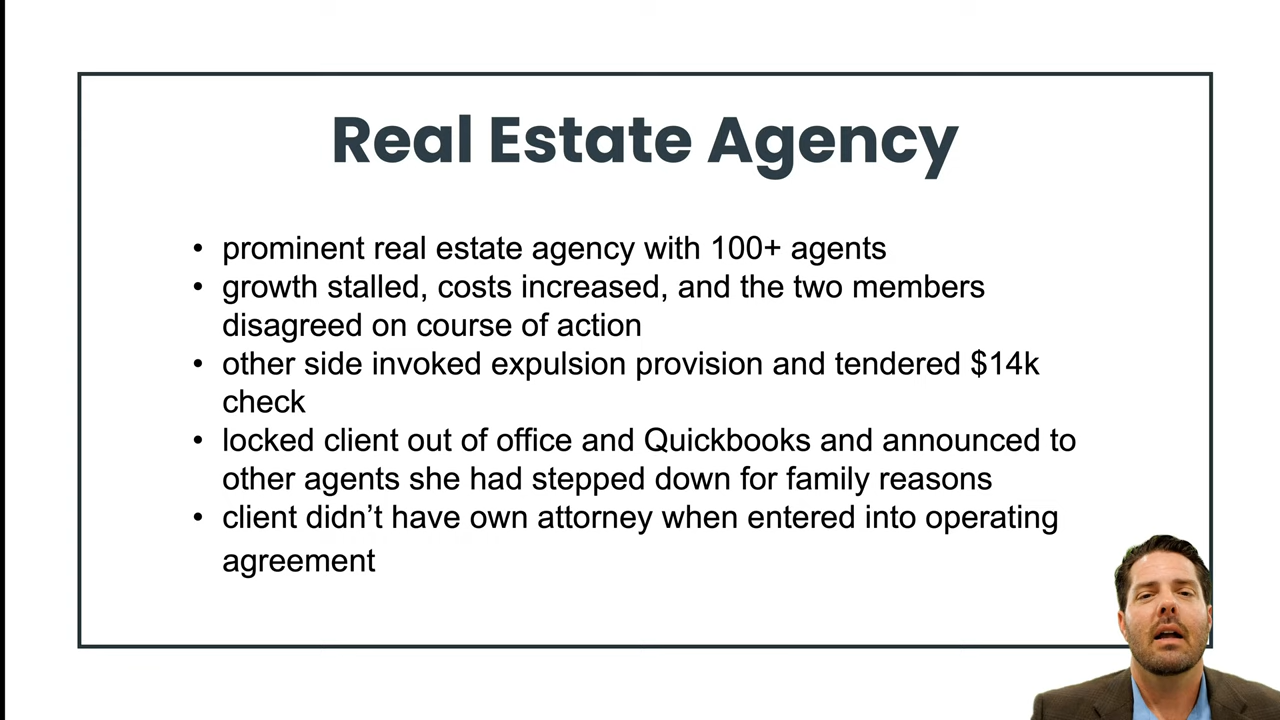 Real Estate Agency
• prominent real estate agency with 100+ agents
• growth stalled, costs increased, and the two members
disagreed on course of action
• other side invoked expulsion provision and tendered $14k
check
• locked client out of office and Quickbooks and announced to
other agents she had stepped down for family reasons
• client didn’t have own attorney when entered into operating
agreement